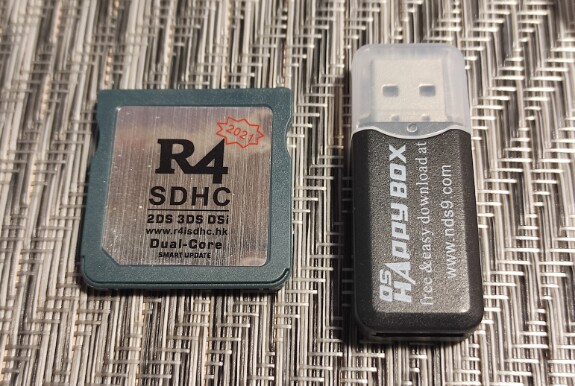 2021
R4
SDHC
2DS 3DS DSi
www.r4isdhc.hk
Dual-Core
SMART UPDATE
QS HAPPY BOX
free & easy download at
www.nds9.com